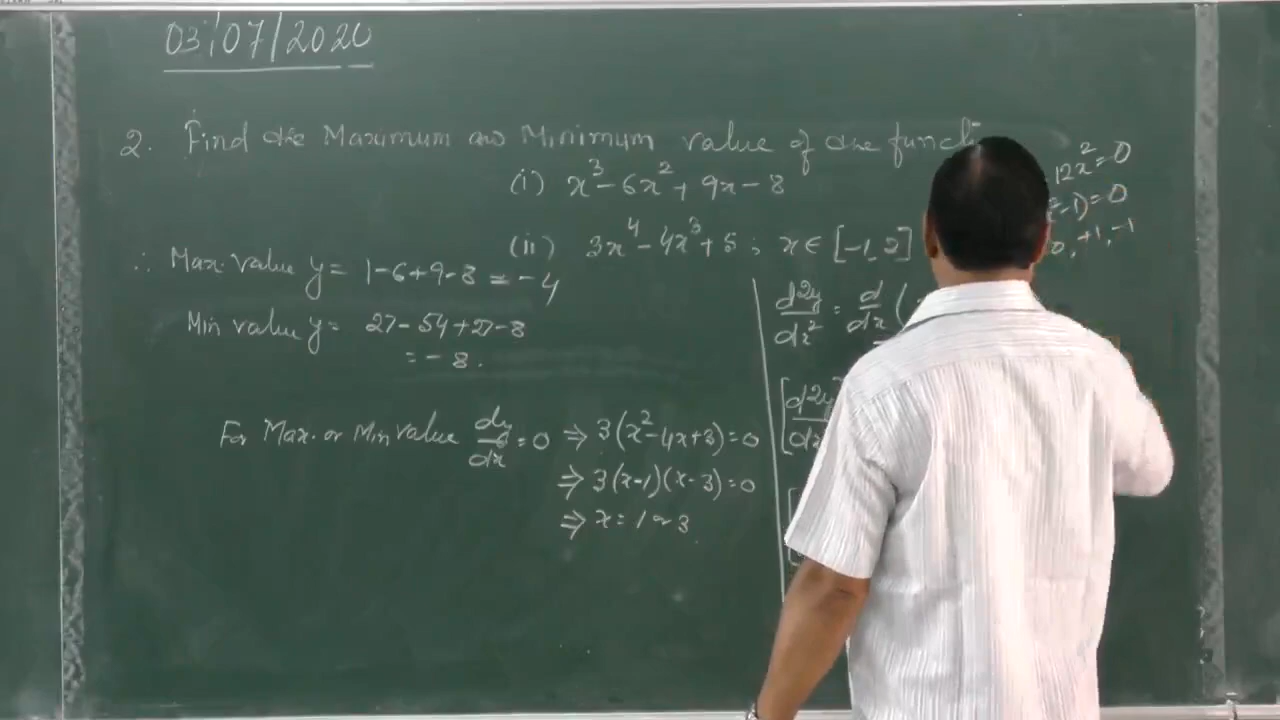 03/07/2020
2. Find the Maximum and Minimum value of the functi
(i) x³-6x²+9x-8
(ii) 3x⁴-4x³+5 ; x∈[-1,2]
12x²=0
-1)=0
0,+1,-1
∴ Max. Value y= 1-6+9-8=-4
Min value y= 27-54+27-8
=-8.
For Max. or Min value dy/dx=0 ⇒ 3(x²-4x+3)=0
⇒ 3(x-1)(x-3)=0
⇒ x=1 or 3
d²y/dx² = d/dx (
[d²y/dx